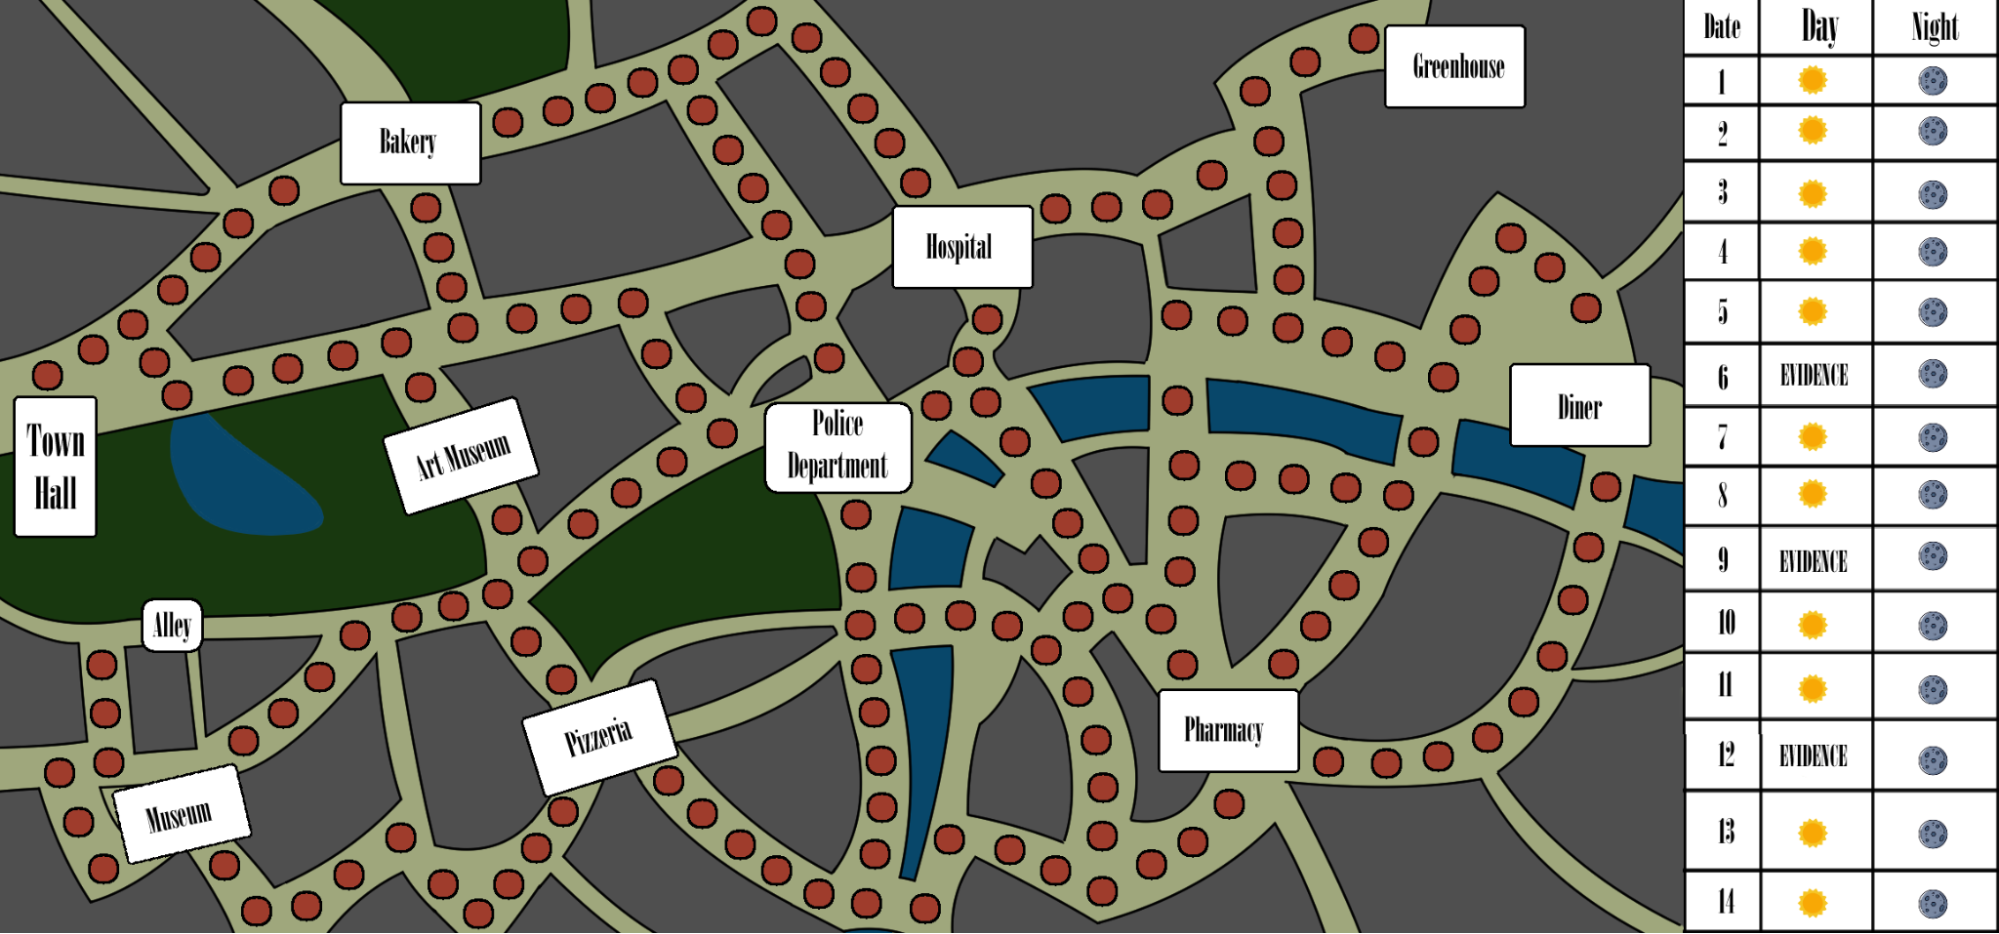 Greenhouse
Bakery
Hospital
Diner
Town
Hall
Art Museum
Police
Department
Alley
Pizzeria
Pharmacy
Museum
Date Day Night
1
2
3
4
5
6 EVIDENCE
7
8
9 EVIDENCE
10
11
12 EVIDENCE
13
14